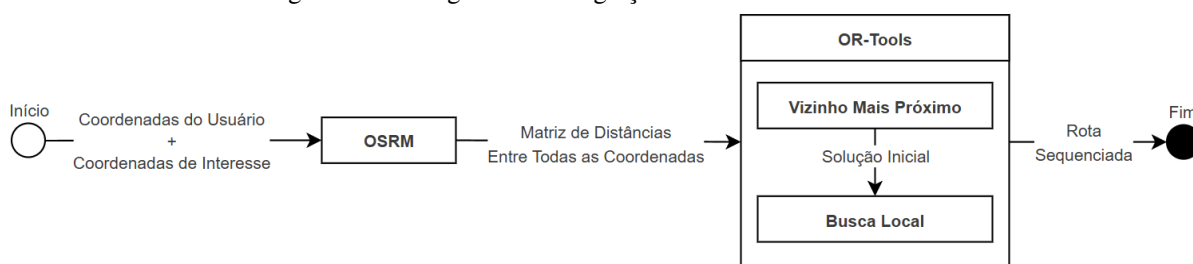 Início
Coordenadas do Usuário
+
Coordenadas de Interesse
OSRM
Matriz de Distâncias
Entre Todas as Coordenadas
OR-Tools
Vizinho Mais Próximo
Solução Inicial
Busca Local
Rota
Sequenciada
Fim